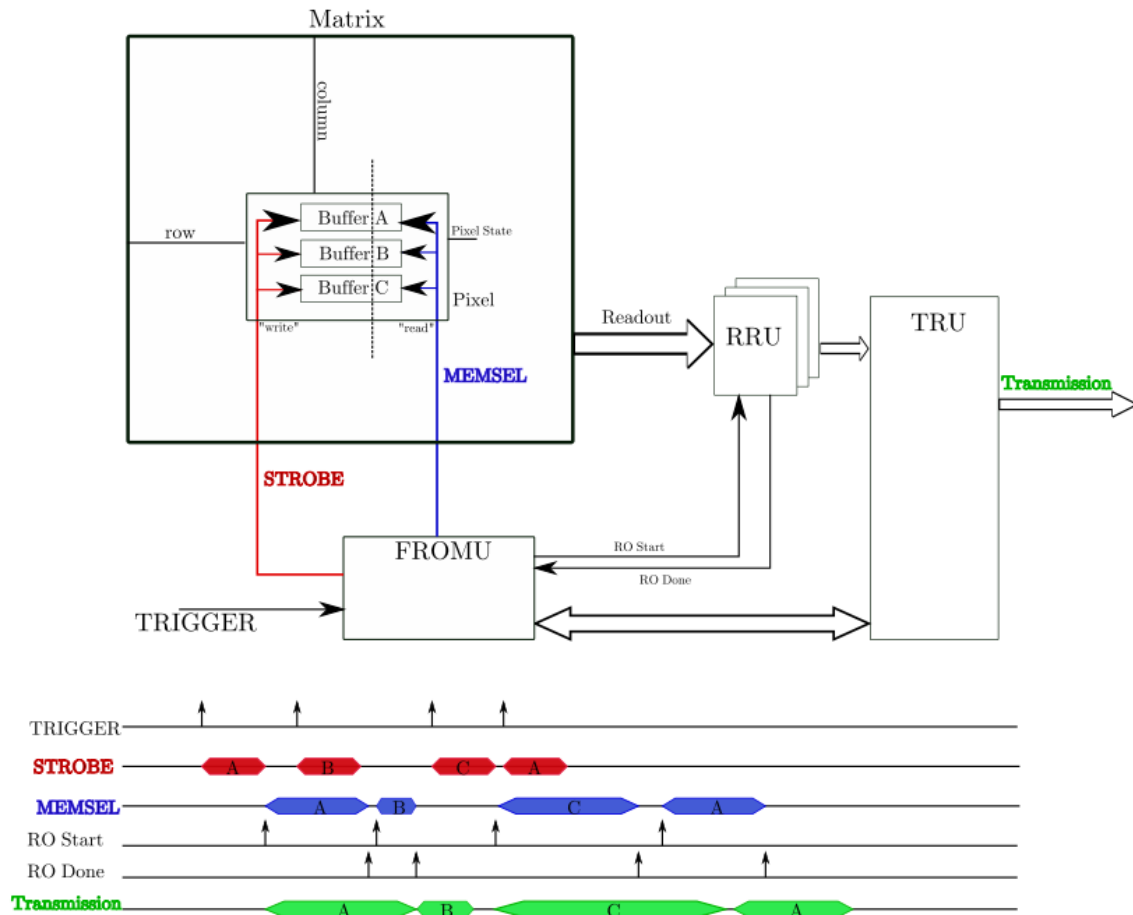 Matrix
column
row
Buffer A
Buffer B
Buffer C
Pixel State
Pixel
"write"
"read"
MEMSEL
STROBE
Readout
RRU
TRU
Transmission
FROMU
RO Start
RO Done
TRIGGER
TRIGGER
STROBE A B C A
MEMSEL A B C A
RO Start
RO Done
Transmission A B C A